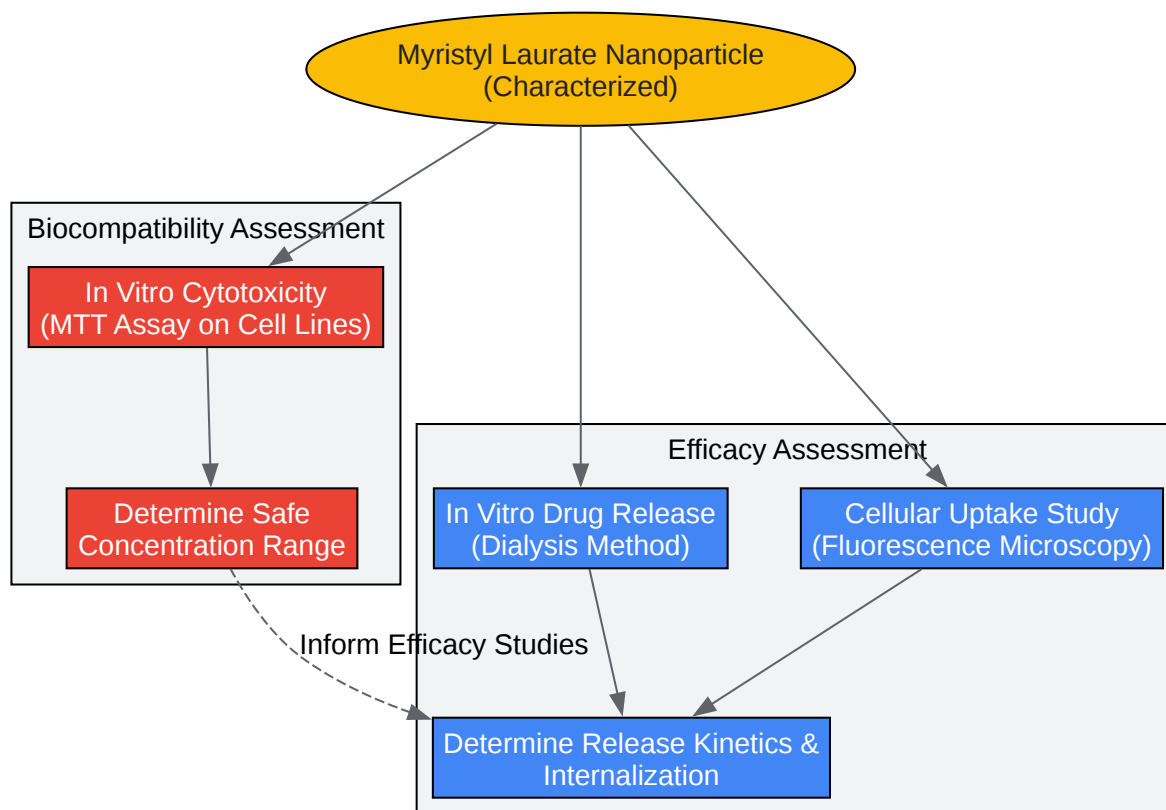 Myristyl Laurate Nanoparticle
(Characterized)
Biocompatibility Assessment
In Vitro Cytotoxicity
(MTT Assay on Cell Lines)
Determine Safe
Concentration Range
Efficacy Assessment
In Vitro Drug Release
(Dialysis Method)
Cellular Uptake Study
(Fluorescence Microscopy)
Inform Efficacy Studies
Determine Release Kinetics &
Internalization